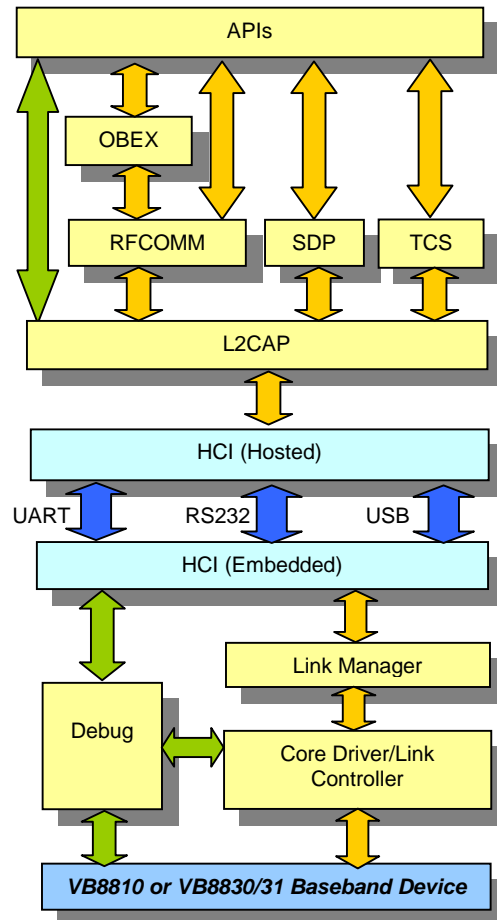 APIs
OBEX
RFCOMM
SDP
TCS
L2CAP
HCI (Hosted)
UART
RS232
USB
HCI (Embedded)
Link Manager
Debug
Core Driver/Link
Controller
VB8810 or VB8830/31 Baseband Device